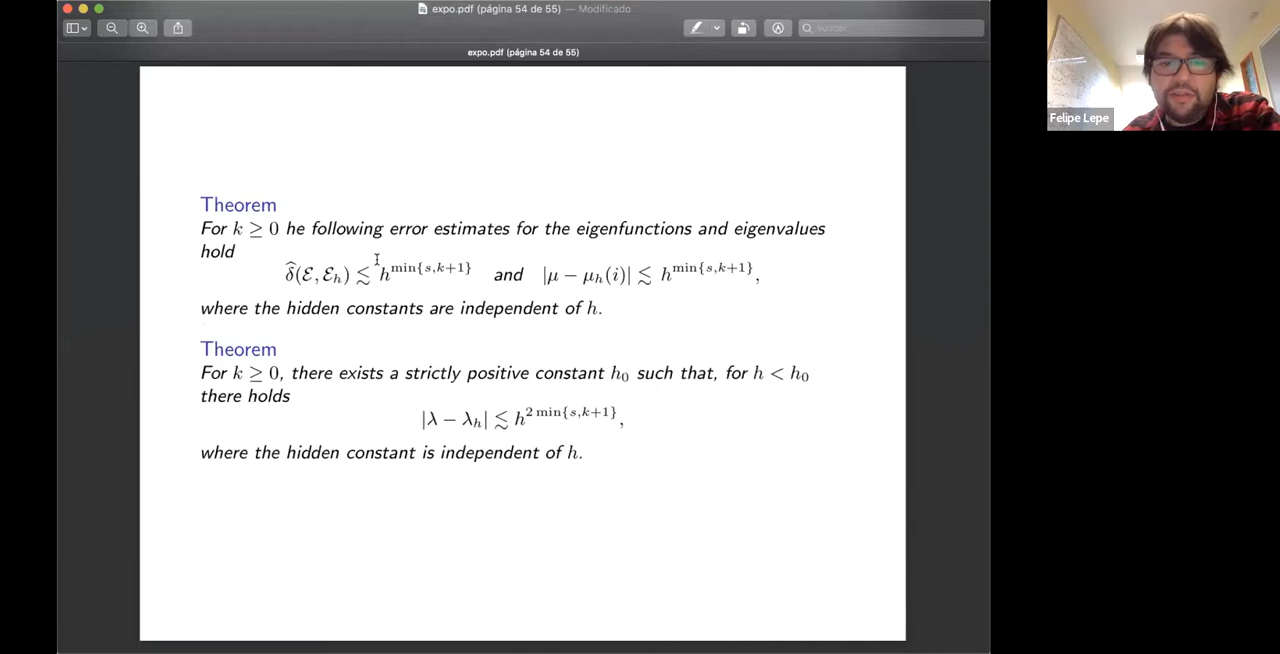 expo.pdf (página 54 de 55) — Modificado
Buscar
expo.pdf (página 54 de 55)
Felipe Lepe
Theorem
For k ≥ 0 he following error estimates for the eigenfunctions and eigenvalues
hold
δ̂(ℰ, ℰ_h) ≲ h^{min{s,k+1}} and |μ − μ_h(i)| ≲ h^{min{s,k+1}},
where the hidden constants are independent of h.
Theorem
For k ≥ 0, there exists a strictly positive constant h_0 such that, for h < h_0
there holds
|λ − λ_h| ≲ h^{2 min{s,k+1}},
where the hidden constant is independent of h.